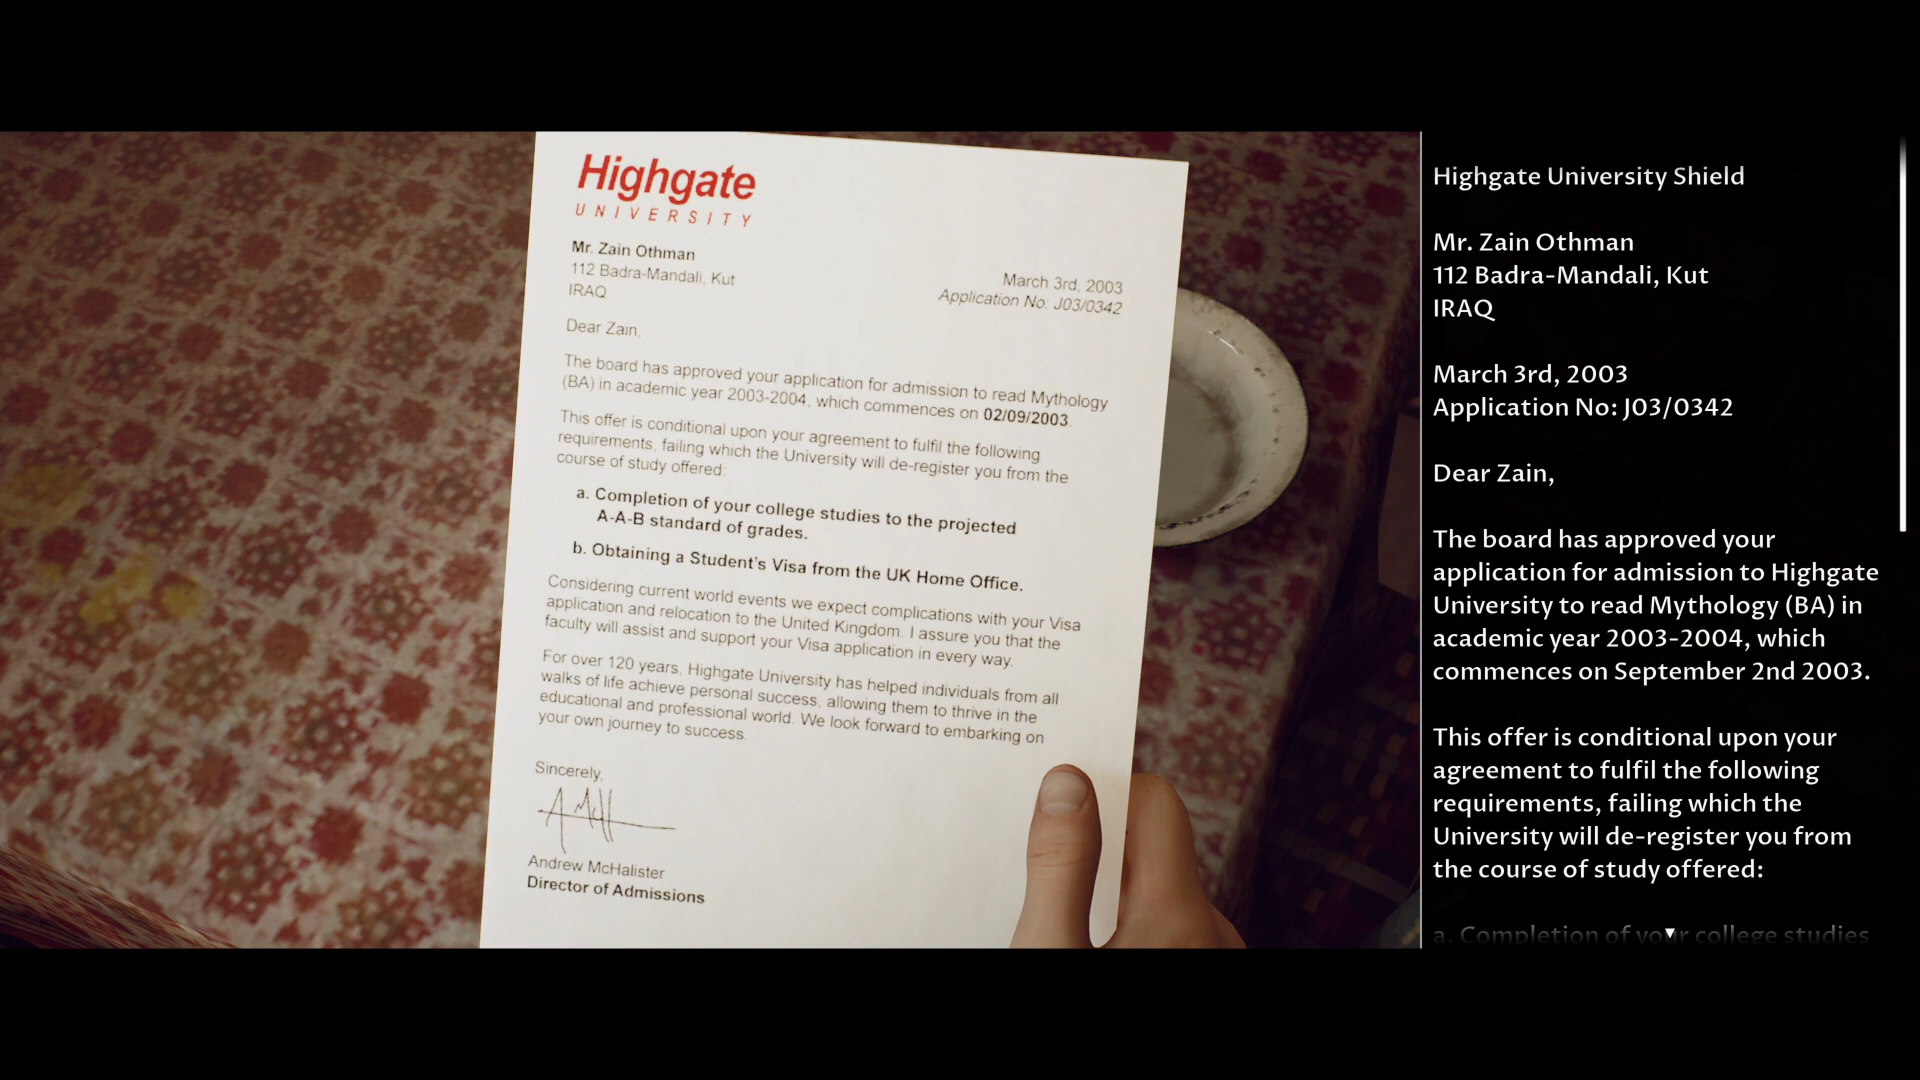 Highgate
UNIVERSITY
Mr. Zain Othman
112 Badra-Mandali, Kut
IRAQ
March 3rd, 2003
Application No: J03/0342
Dear Zain,
The board has approved your application for admission to read Mythology
(BA) in academic year 2003-2004, which commences on 02/09/2003.
This offer is conditional upon your agreement to fulfil the following
requirements, failing which the University will de-register you from the
course of study offered:
a. Completion of your college studies to the projected
A-A-B standard of grades.
b. Obtaining a Student's Visa from the UK Home Office.
Considering current world events we expect complications with your Visa
application and relocation to the United Kingdom. I assure you that the
faculty will assist and support your Visa application in every way.
For over 120 years, Highgate University has helped individuals from all
walks of life achieve personal success, allowing them to thrive in the
educational and professional world. We look forward to embarking on
your own journey to success.
Sincerely,
Andrew McHalister
Director of Admissions
Highgate University Shield
Mr. Zain Othman
112 Badra-Mandali, Kut
IRAQ
March 3rd, 2003
Application No: J03/0342
Dear Zain,
The board has approved your
application for admission to Highgate
University to read Mythology (BA) in
academic year 2003-2004, which
commences on September 2nd 2003.
This offer is conditional upon your
agreement to fulfil the following
requirements, failing which the
University will de-register you from
the course of study offered:
a. Completion of your college studies